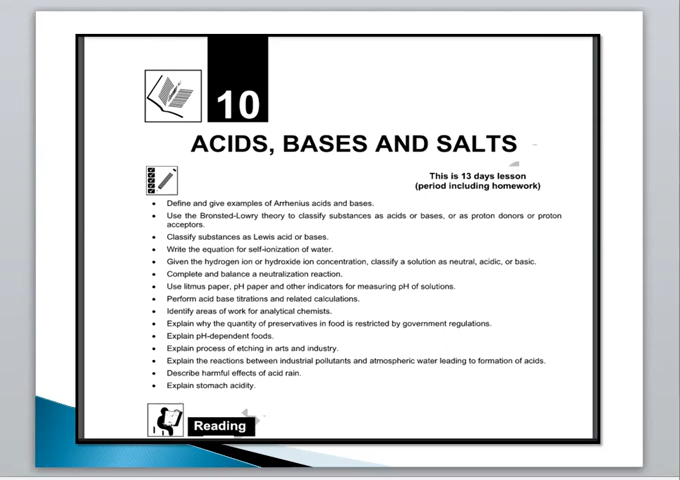 10
ACIDS, BASES AND SALTS
This is 13 days lesson
(period including homework)
• Define and give examples of Arrhenius acids and bases.
• Use the Bronsted-Lowry theory to classify substances as acids or bases, or as proton donors or proton
acceptors.
• Classify substances as Lewis acid or bases.
• Write the equation for self-ionization of water.
• Given the hydrogen ion or hydroxide ion concentration, classify a solution as neutral, acidic, or basic.
• Complete and balance a neutralization reaction.
• Use litmus paper, pH paper and other indicators for measuring pH of solutions.
• Perform acid base titrations and related calculations.
• Identify areas of work for analytical chemists.
• Explain why the quantity of preservatives in food is restricted by government regulations.
• Explain pH-dependent foods.
• Explain process of etching in arts and industry.
• Explain the reactions between industrial pollutants and atmospheric water leading to formation of acids.
• Describe harmful effects of acid rain.
• Explain stomach acidity.
Reading